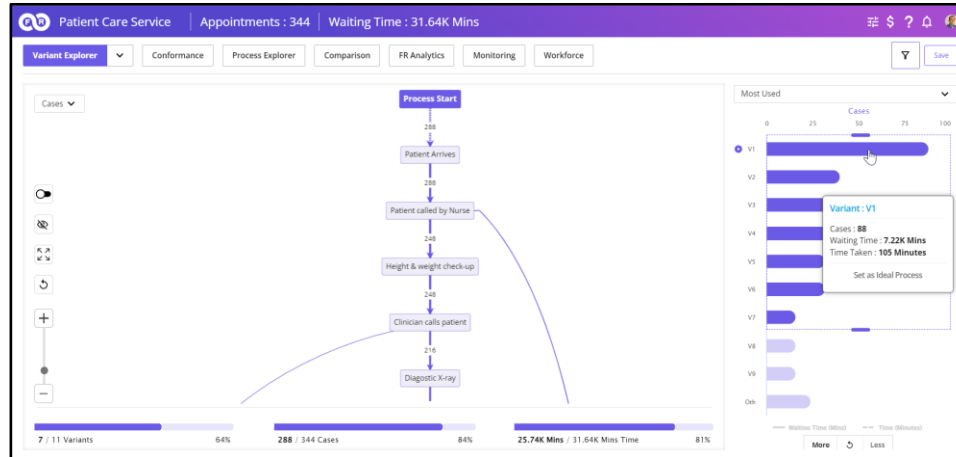 FR
Patient Care Service
Appointments : 344
Waiting Time : 31.64K Mins
$ ?
Variant Explorer
Conformance
Process Explorer
Comparison
FR Analytics
Monitoring
Workforce
Save
Cases
Process Start
288
Patient Arrives
288
Patient called by Nurse
248
Height & weight check-up
248
Clinician calls patient
216
Diagnostic X-ray
7 / 11 Variants 64%
288 / 344 Cases 84%
25.74K Mins / 31.64K Mins Time 81%
Most Used
Cases
0 25 50 75 100
V1
V2
V3
V4
V5
V6
V7
V8
V9
Oth
Variant : V1
Cases : 88
Waiting Time : 7.22K Mins
Time Taken : 105 Minutes
Set as Ideal Process
Waiting Time (Mins) Time (Minutes)
More Less